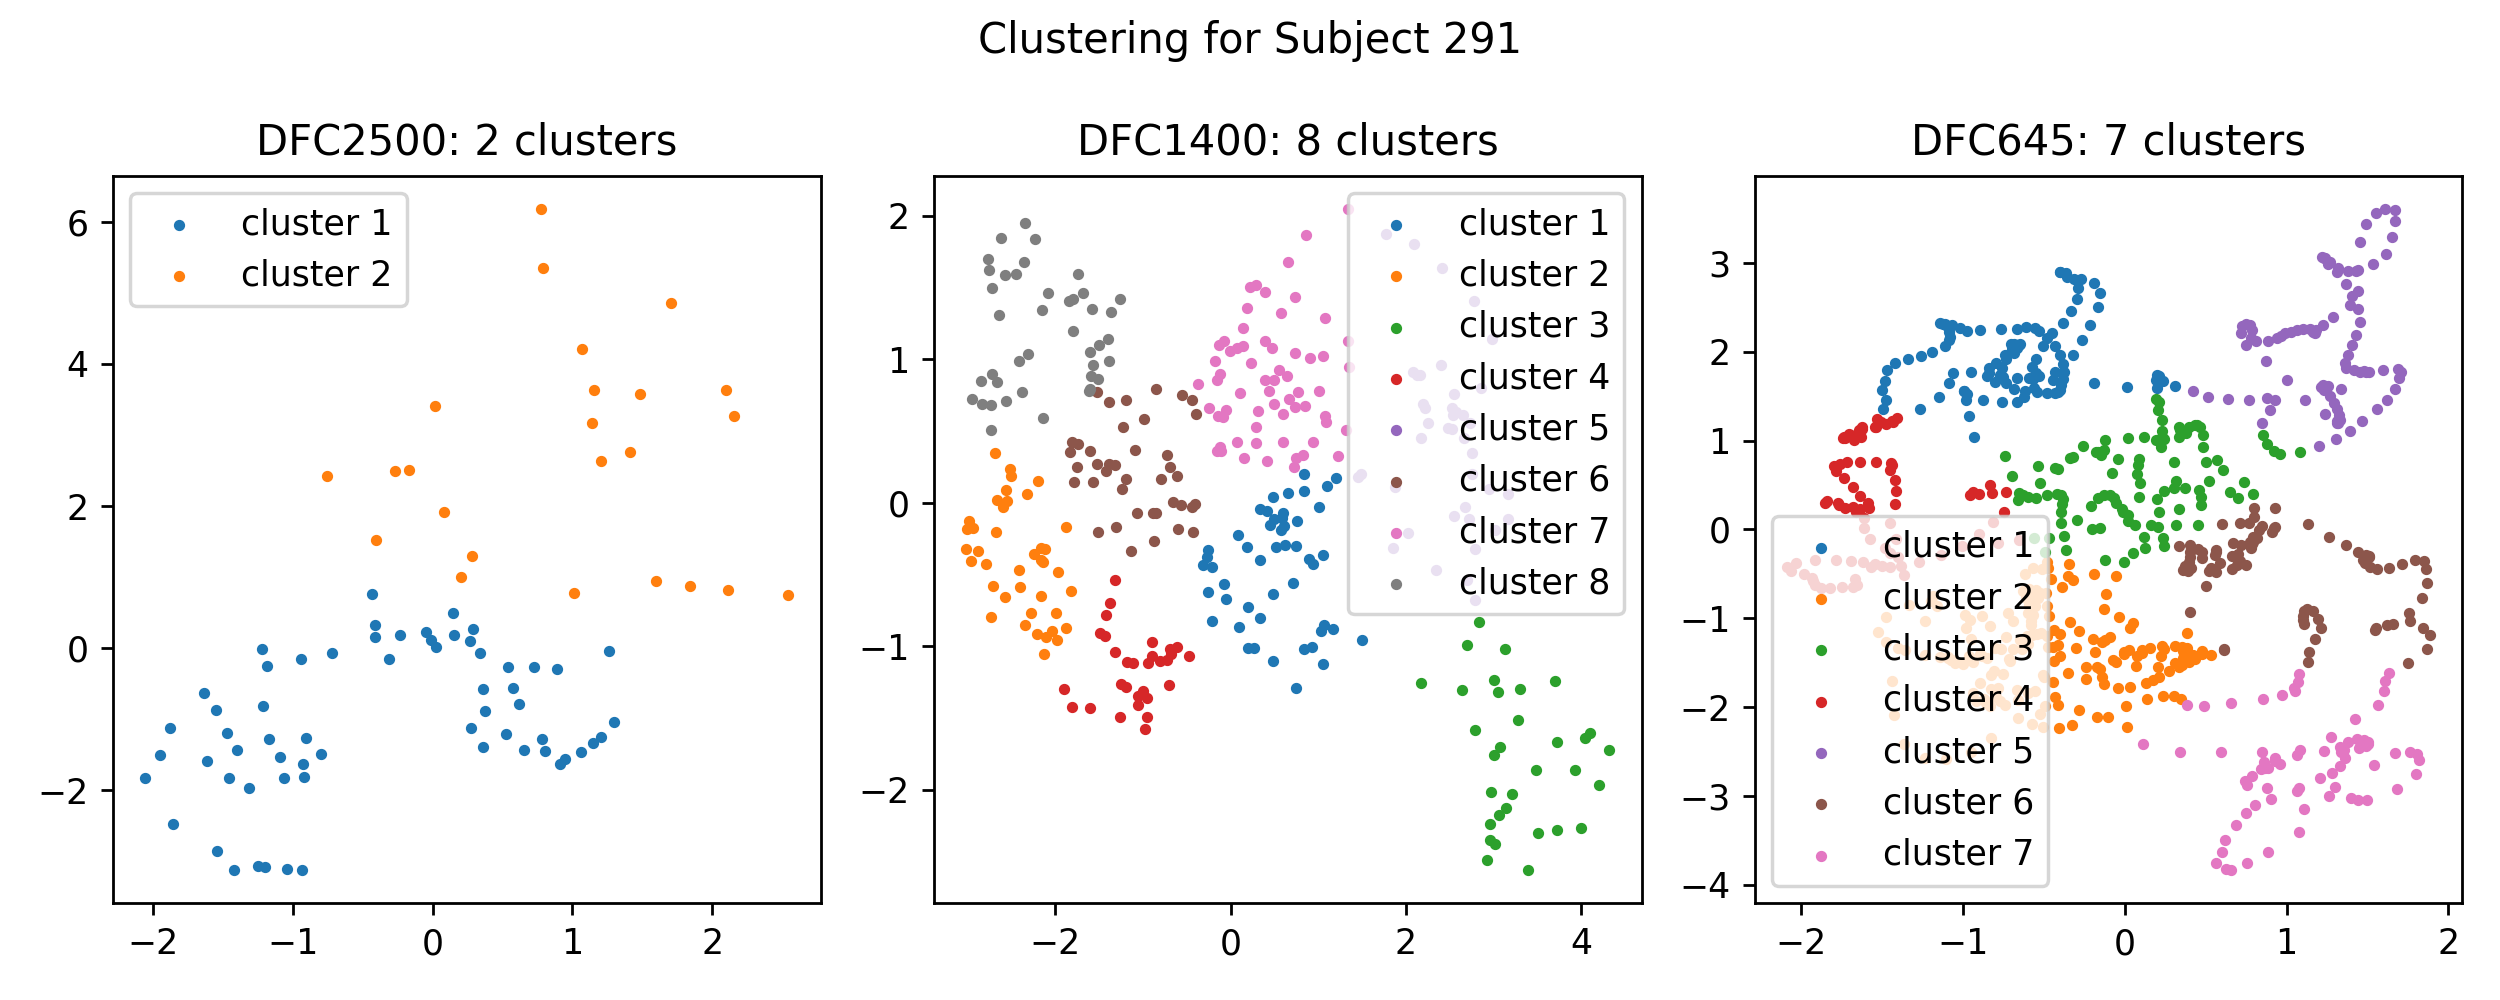 Clustering for Subject 291
DFC2500: 2 clusters
cluster 1
cluster 2
6
4
2
0
−2
−2
−1
0
1
2
DFC1400: 8 clusters
cluster 1
cluster 2
cluster 3
cluster 4
cluster 5
cluster 6
cluster 7
cluster 8
2
1
0
−1
−2
−2
0
2
4
DFC645: 7 clusters
3
2
1
0
−1
−2
−3
−4
cluster 1
cluster 2
cluster 3
cluster 4
cluster 5
cluster 6
cluster 7
−2
−1
0
1
2